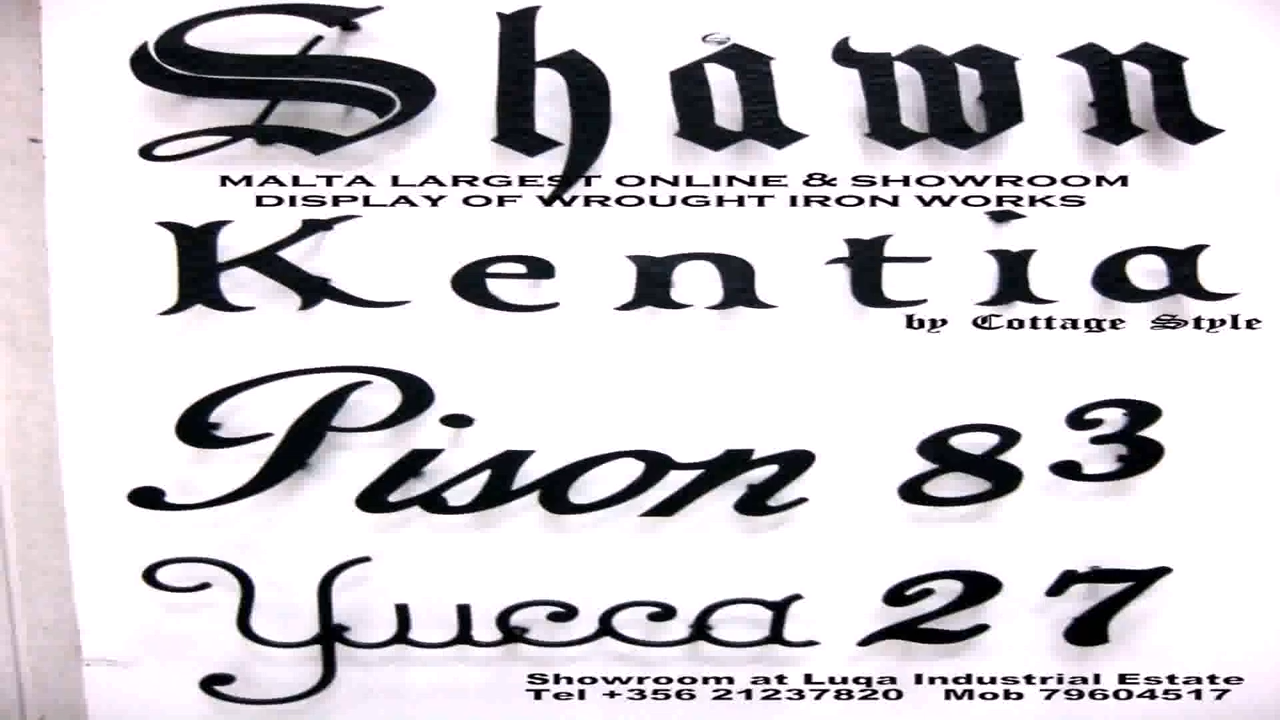 Shawn
MALTA LARGEST ONLINE & SHOWROOM
DISPLAY OF WROUGHT IRON WORKS
Kentia
by Cottage Style
Pison 83
Yucca 27
Showroom at Luqa Industrial Estate
Tel +356 21237820 Mob 79604517